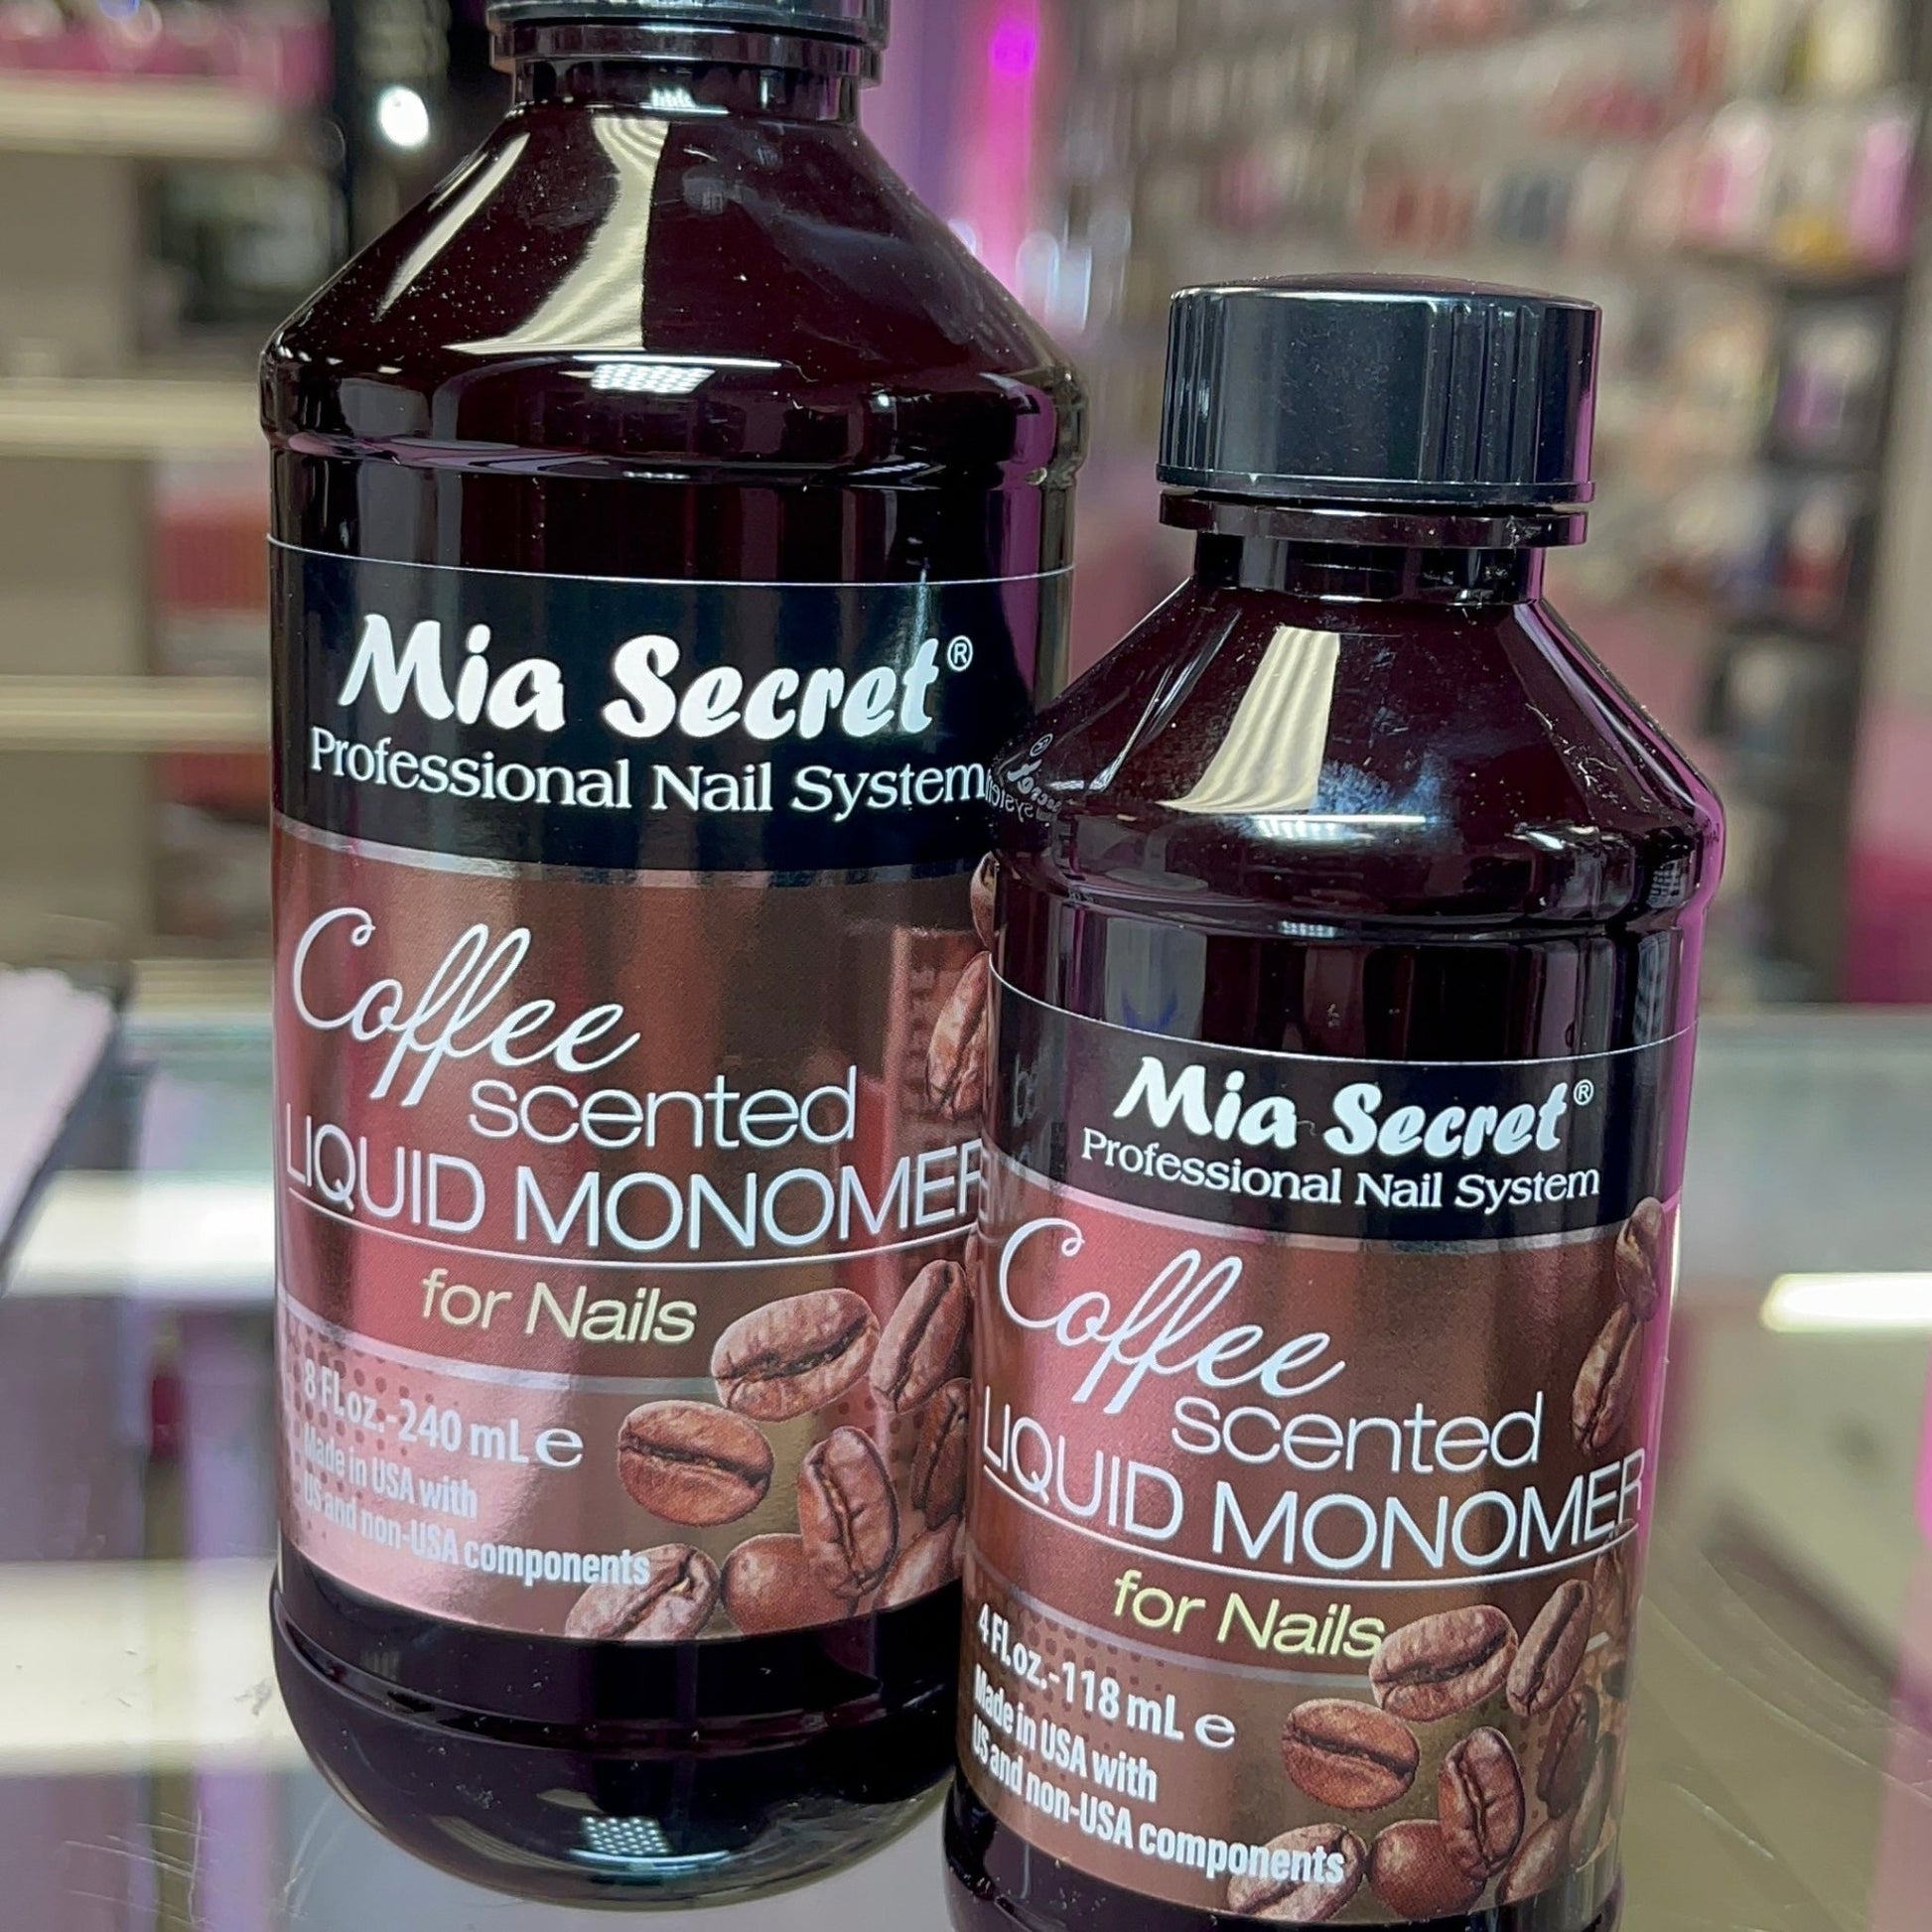 Mia Secret®
Professional Nail System
Coffee
scented
LIQUID MONOMER
for Nails
8 Fl.oz.-240 mL e
Made in USA with
US and non-USA components
Mia Secret®
Professional Nail System
Coffee
scented
LIQUID MONOMER
for Nails
4 Fl.oz.-118 mL e
Made in USA with
US and non-USA components